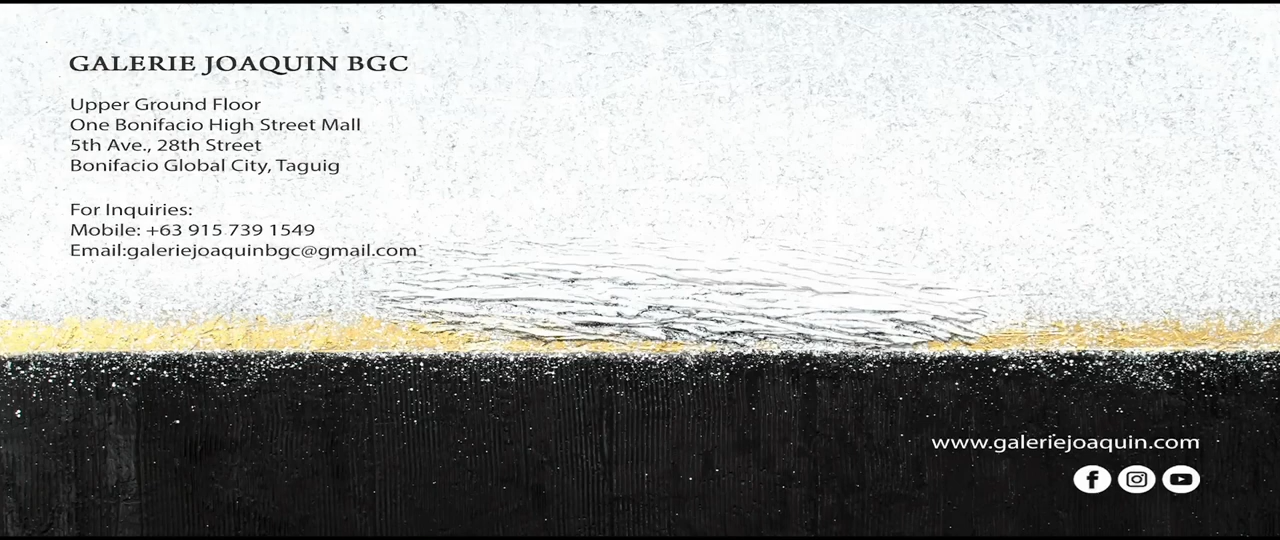 GALERIE JOAQUIN BGC
Upper Ground Floor
One Bonifacio High Street Mall
5th Ave., 28th Street
Bonifacio Global City, Taguig
For Inquiries:
Mobile: +63 915 739 1549
Email:galeriejoaquinbgc@gmail.com
www.galeriejoaquin.com